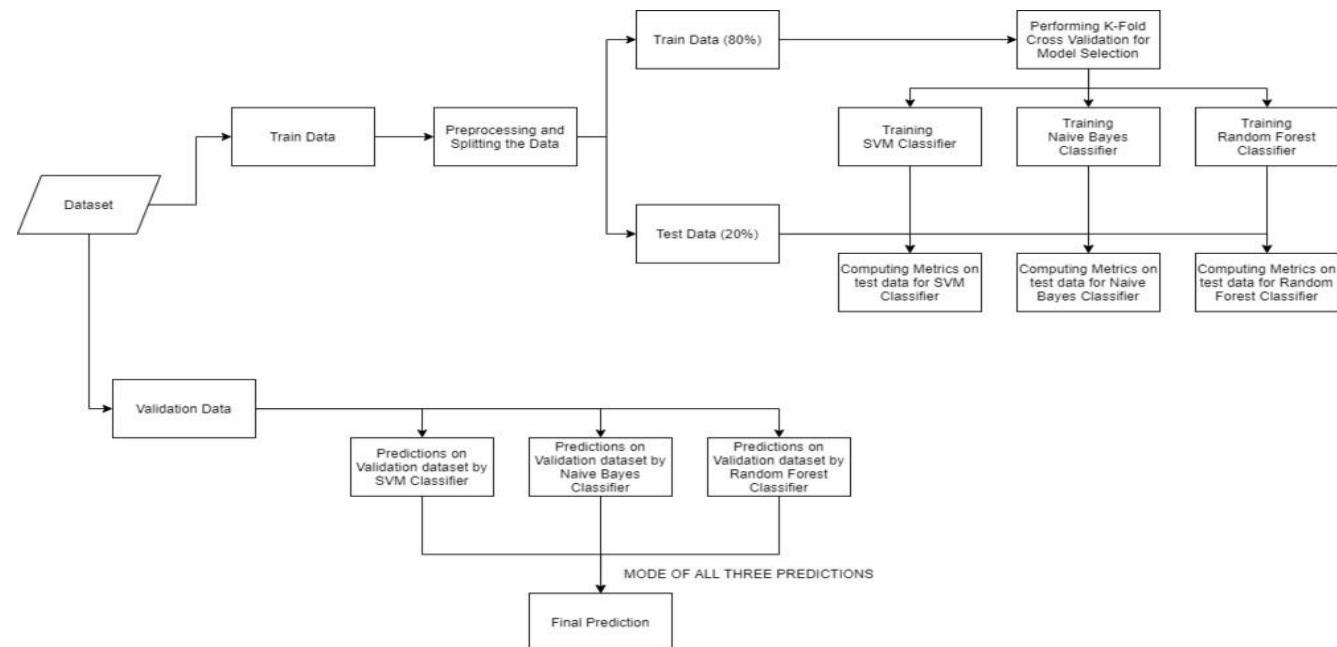 Train Data (80%)
Performing K-Fold
Cross Validation for
Model Selection
Train Data
Preprocessing and
Splitting the Data
Training
SVM Classifier
Training
Naive Bayes
Classifier
Training
Random Forest
Classifier
Dataset
Test Data (20%)
Computing Metrics on
test data for SVM
Classifier
Computing Metrics on
test data for Naive
Bayes Classifier
Computing Metrics on
test data for Random
Forest Classifier
Validation Data
Predictions on
Validation dataset by
SVM Classifier
Predictions on
Validation dataset by
Naive Bayes
Classifier
Predictions on
Validation dataset by
Random Forest
Classifier
MODE OF ALL THREE PREDICTIONS
Final Prediction